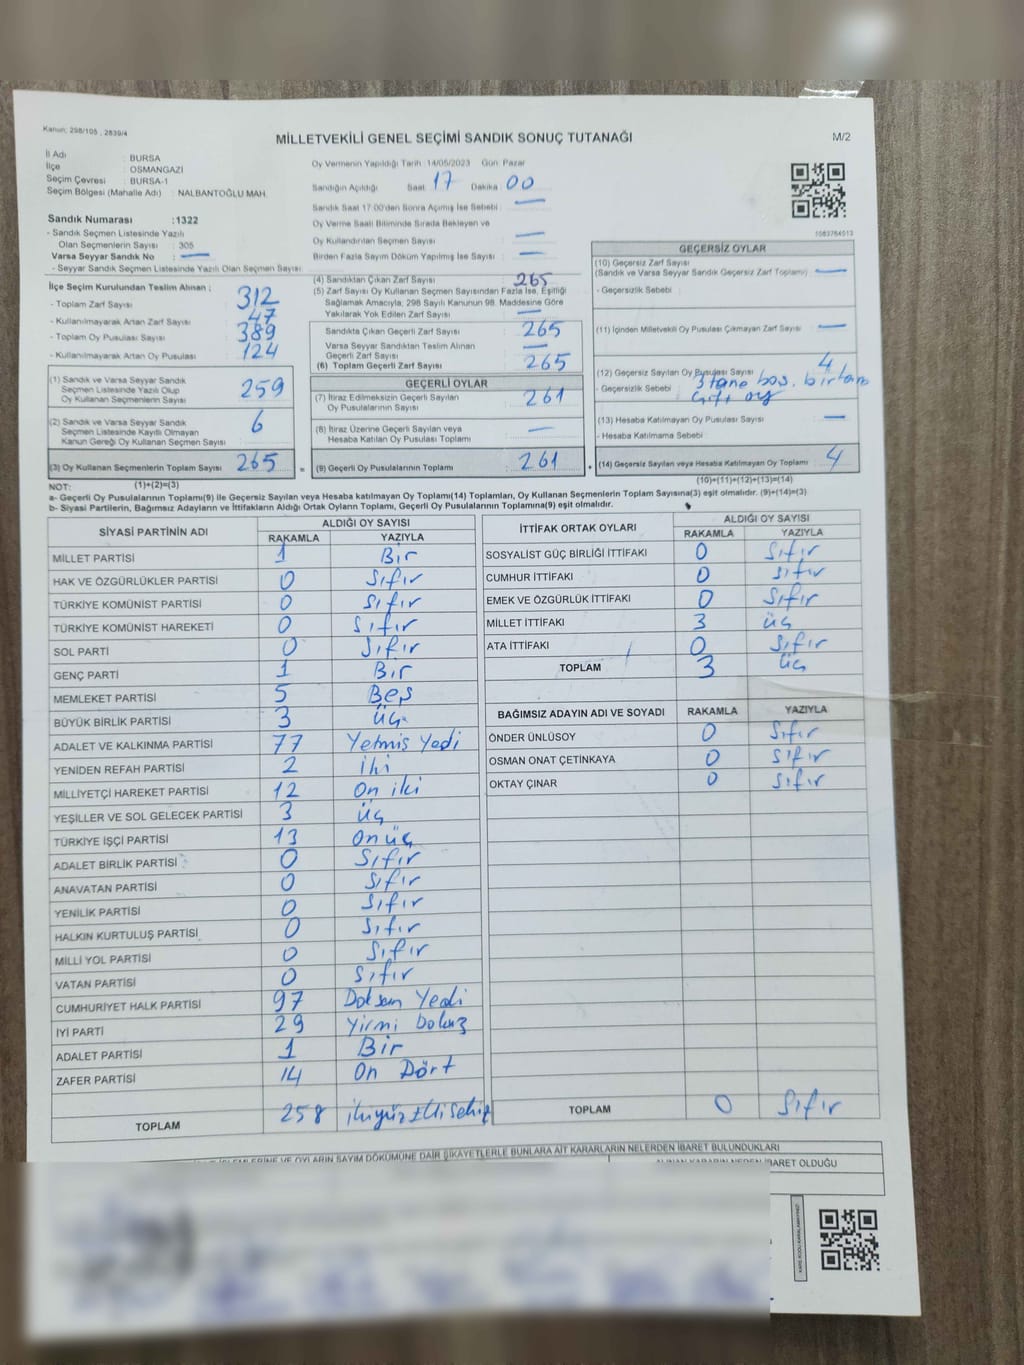 Kanun; 298/105 , 2839/4
MİLLETVEKİLİ GENEL SEÇİMİ SANDIK SONUÇ TUTANAĞI
M/2
İl Adı : BURSA
İlçe : OSMANGAZİ
Seçim Çevresi : BURSA-1
Seçim Bölgesi (Mahalle Adı) : NALBANTOĞLU MAH.
Sandık Numarası : 1322
- Sandık Seçmen Listesinde Yazılı
Olan Seçmenlerin Sayısı : 305
Varsa Seyyar Sandık No : —
- Seyyar Sandık Seçmen Listesinde Yazılı Olan Seçmen Sayısı:
Oy Vermenin Yapıldığı Tarih: 14/05/2023 Gün: Pazar
Sandığın Açıldığı Saat: 17 Dakika: 00
Sandık Saat 17:00'den Sonra Açılmış İse Sebebi : —
Oy Verme Saati Bitiminde Sırada Bekleyen ve
Oy Kullandırılan Seçmen Sayısı : —
Birden Fazla Sayım Döküm Yapılmış İse Sayısı : —
İlçe Seçim Kurulundan Teslim Alınan :
- Toplam Zarf Sayısı : 312
- Kullanılmayarak Artan Zarf Sayısı : 47
- Toplam Oy Pusulası : 389
- Kullanılmayarak Artan Oy Pusulası : 124
(1) Sandık ve Varsa Seyyar Sandık
Seçmen Listesinde Yazılı Olup
Oy Kullanan Seçmenlerin Sayısı : 259
(2) Sandık ve Varsa Seyyar Sandık
Seçmen Listesinde Kayıtlı Olmayan
Kanun Gereği Oy Kullanan Seçmen Sayısı : 6
(3) Oy Kullanan Seçmenlerin Toplam Sayısı : 265
(1)+(2)=(3)
(4) Sandıktan Çıkan Zarf Sayısı : 265
(5) Zarf Sayısı Oy Kullanan Seçmen Sayısından Fazla İse, Eşitliği
Sağlamak Amacıyla; 298 Sayılı Kanunun 98. Maddesine Göre
Yakılarak Yok Edilen Zarf Sayısı : —
Sandıkta Çıkan Geçerli Zarf Sayısı : 265
Varsa Seyyar Sandıktan Teslim Alınan
Geçerli Zarf Sayısı : —
(6) Toplam Geçerli Zarf Sayısı : 265
GEÇERLİ OYLAR
(7) İtiraz Edilmeksizin Geçerli Sayılan
Oy Pusulalarının Sayısı : 261
(8) İtiraz Üzerine Geçerli Sayılan veya
Hesaba Katılan Oy Pusulası Toplamı : —
(9) Geçerli Oy Pusulalarının Toplamı : 261
1083764513
GEÇERSİZ OYLAR
(10) Geçersiz Zarf Sayısı
(Sandık ve Varsa Seyyar Sandık Geçersiz Zarf Toplamı) : —
- Geçersizlik Sebebi :
(11) İçinden Milletvekili Oy Pusulası Çıkmayan Zarf Sayısı : —
(12) Geçersiz Sayılan Oy Pusulası Sayısı : 4
- Geçersizlik Sebebi : 3 tane boş. bir tane
çift oy
(13) Hesaba Katılmayan Oy Pusulası Sayısı : —
- Hesaba Katılmama Sebebi :
(14) Geçersiz Sayılan veya Hesaba Katılmayan Oy Toplamı : 4
(10)+(11)+(12)+(13)=(14)
NOT:
a- Geçerli Oy Pusulalarının Toplamı(9) ile Geçersiz Sayılan veya Hesaba katılmayan Oy Toplamı(14) Toplamları, Oy Kullanan Seçmenlerin Toplam Sayısına(3) eşit olmalıdır. (9)+(14)=(3)
b- Siyasi Partilerin, Bağımsız Adayların ve İttifakların Aldığı Ortak Oyların Toplamı, Geçerli Oy Pusulalarının Toplamına(9) eşit olmalıdır.
SİYASİ PARTİNİN ADI ALDIĞI OY SAYISI
RAKAMLA YAZIYLA
MİLLET PARTİSİ 1 Bir
HAK VE ÖZGÜRLÜKLER PARTİSİ 0 Sıfır
TÜRKİYE KOMÜNİST PARTİSİ 0 Sıfır
TÜRKİYE KOMÜNİST HAREKETİ 0 Sıfır
SOL PARTİ 0 Sıfır
GENÇ PARTİ 1 Bir
MEMLEKET PARTİSİ 5 Beş
BÜYÜK BİRLİK PARTİSİ 3 Üç
ADALET VE KALKINMA PARTİSİ 77 Yetmiş Yedi
YENİDEN REFAH PARTİSİ 2 İki
MİLLİYETÇİ HAREKET PARTİSİ 12 On iki
YEŞİLLER VE SOL GELECEK PARTİSİ 3 Üç
TÜRKİYE İŞÇİ PARTİSİ 13 Onüç
ADALET BİRLİK PARTİSİ 0 Sıfır
ANAVATAN PARTİSİ 0 Sıfır
YENİLİK PARTİSİ 0 Sıfır
HALKIN KURTULUŞ PARTİSİ 0 Sıfır
MİLLİ YOL PARTİSİ 0 Sıfır
VATAN PARTİSİ 0 Sıfır
CUMHURİYET HALK PARTİSİ 97 Doksan Yedi
İYİ PARTİ 29 Yirmi Dokuz
ADALET PARTİSİ 1 Bir
ZAFER PARTİSİ 14 On Dört
TOPLAM 258 ikiyüzElli Sekiz
İTTİFAK ORTAK OYLARI ALDIĞI OY SAYISI
RAKAMLA YAZIYLA
SOSYALİST GÜÇ BİRLİĞİ İTTİFAKI 0 Sıfır
CUMHUR İTTİFAKI 0 Sıfır
EMEK VE ÖZGÜRLÜK İTTİFAKI 0 Sıfır
MİLLET İTTİFAKI 3 üç
ATA İTTİFAKI 0 Sıfır
TOPLAM 3 üç
BAĞIMSIZ ADAYIN ADI VE SOYADI RAKAMLA YAZIYLA
ÖNDER ÜNLÜSOY 0 Sıfır
OSMAN ONAT ÇETİNKAYA 0 Sıfır
OKTAY ÇINAR 0 Sıfır
TOPLAM 0 Sıfır
İŞLEMLERİNE VE OYLARIN SAYIM DÖKÜMÜNE DAİR ŞİKAYETLERLE BUNLARA AİT KARARLARIN NELERDEN İBARET BULUNDUKLARI
ALINAN KARARIN NEDEN İBARET OLDUĞU